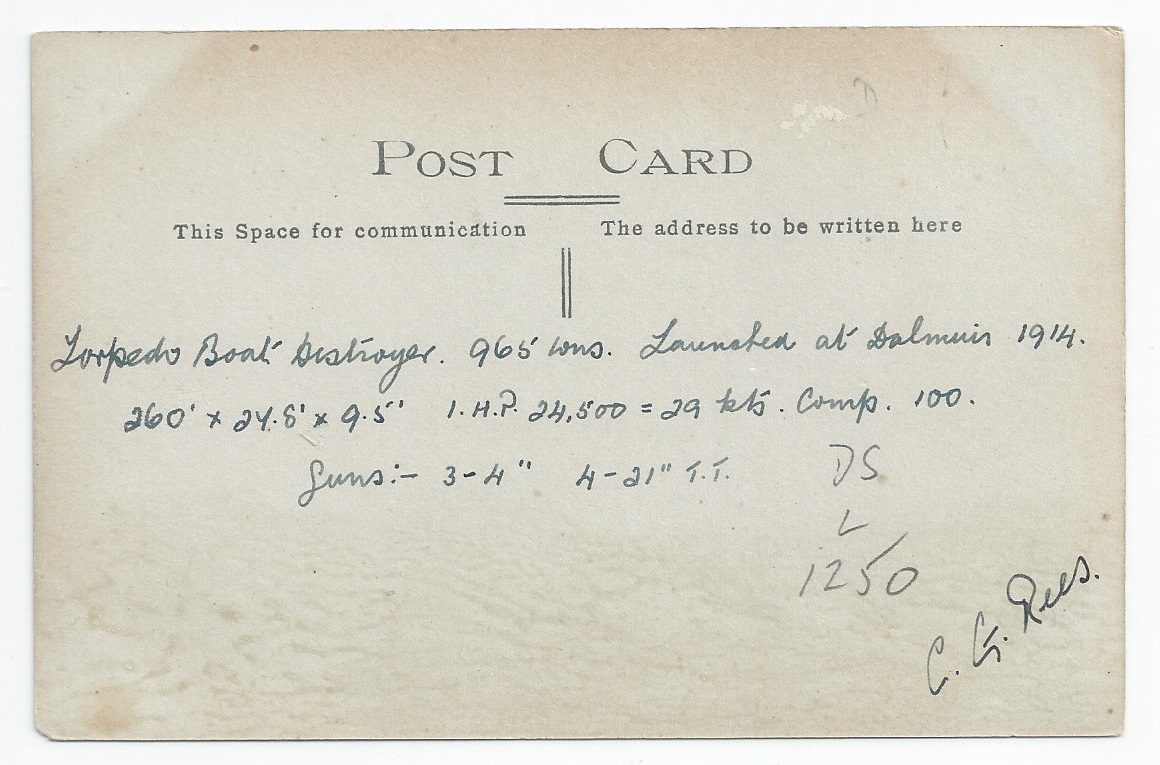 D
POST CARD
This Space for communication The address to be written here
Torpedo Boat Destroyer. 965 tons. Launched at Dalmuir 1914.
260' x 27.8' x 9.5' I.H.P. 24,500 = 29 kts. Comp. 100.
Guns:- 3-4" 4-21" T.T.
DS
L
1250
C. G. Rees.